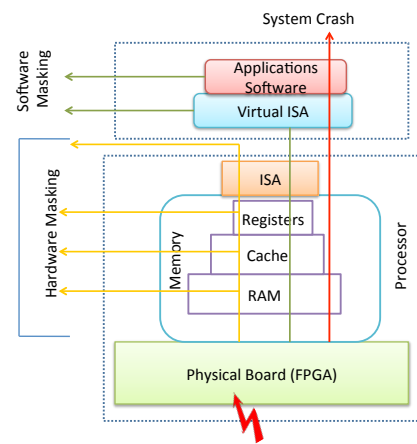 System Crash
Software
Masking
Applications
Software
Virtual ISA
Hardware Masking
ISA
Memory
Registers
Cache
RAM
Processor
Physical Board (FPGA)